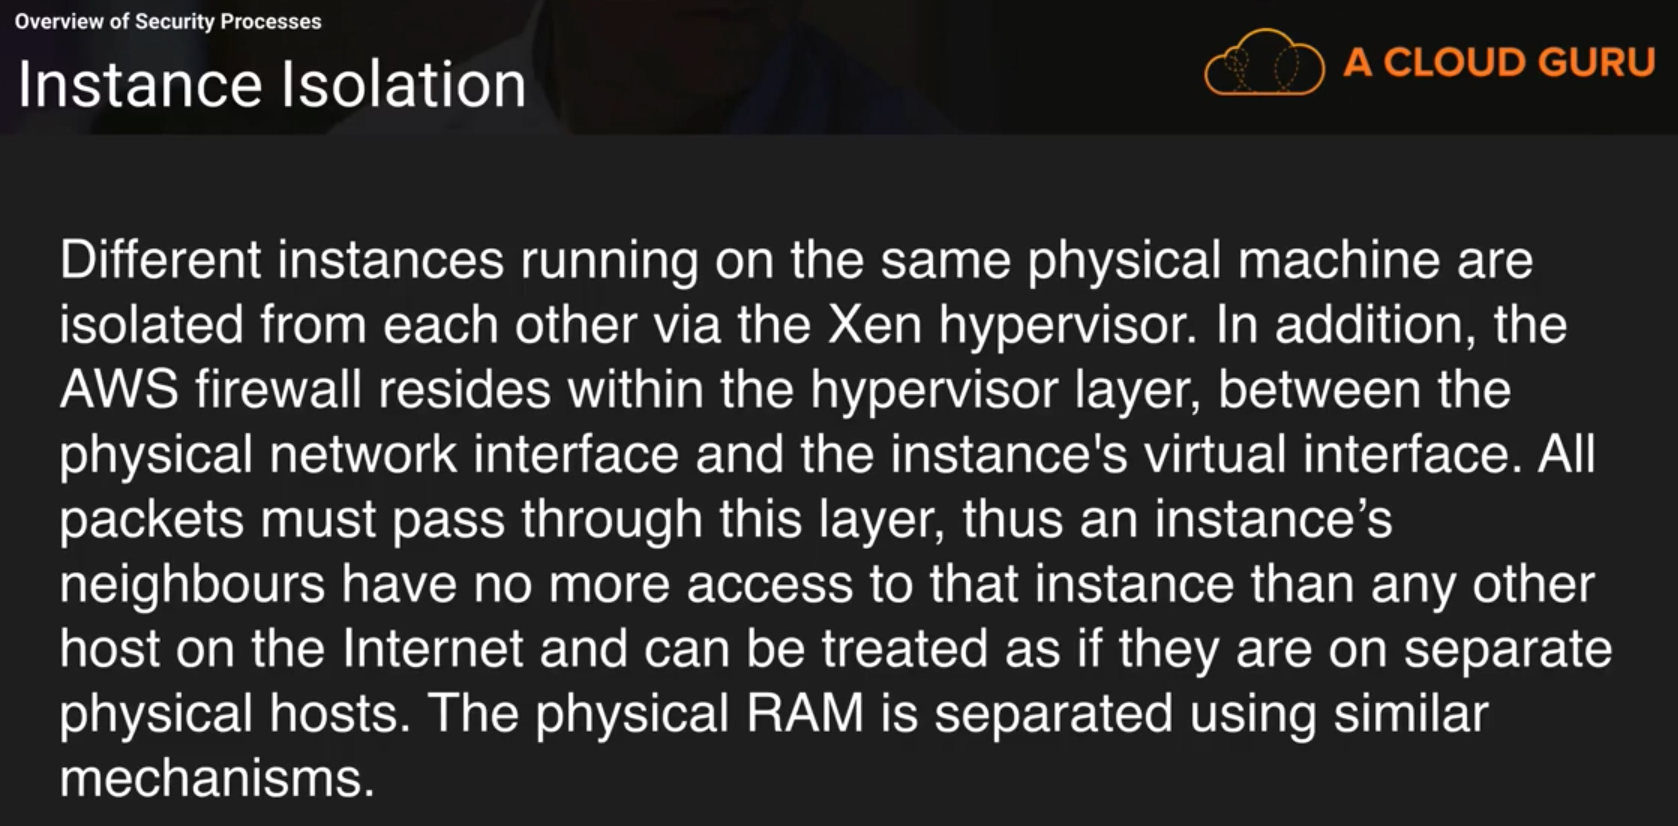 Overview of Security Processes
Instance Isolation
A CLOUD GURU
Different instances running on the same physical machine are
isolated from each other via the Xen hypervisor. In addition, the
AWS firewall resides within the hypervisor layer, between the
physical network interface and the instance's virtual interface. All
packets must pass through this layer, thus an instance’s
neighbours have no more access to that instance than any other
host on the Internet and can be treated as if they are on separate
physical hosts. The physical RAM is separated using similar
mechanisms.